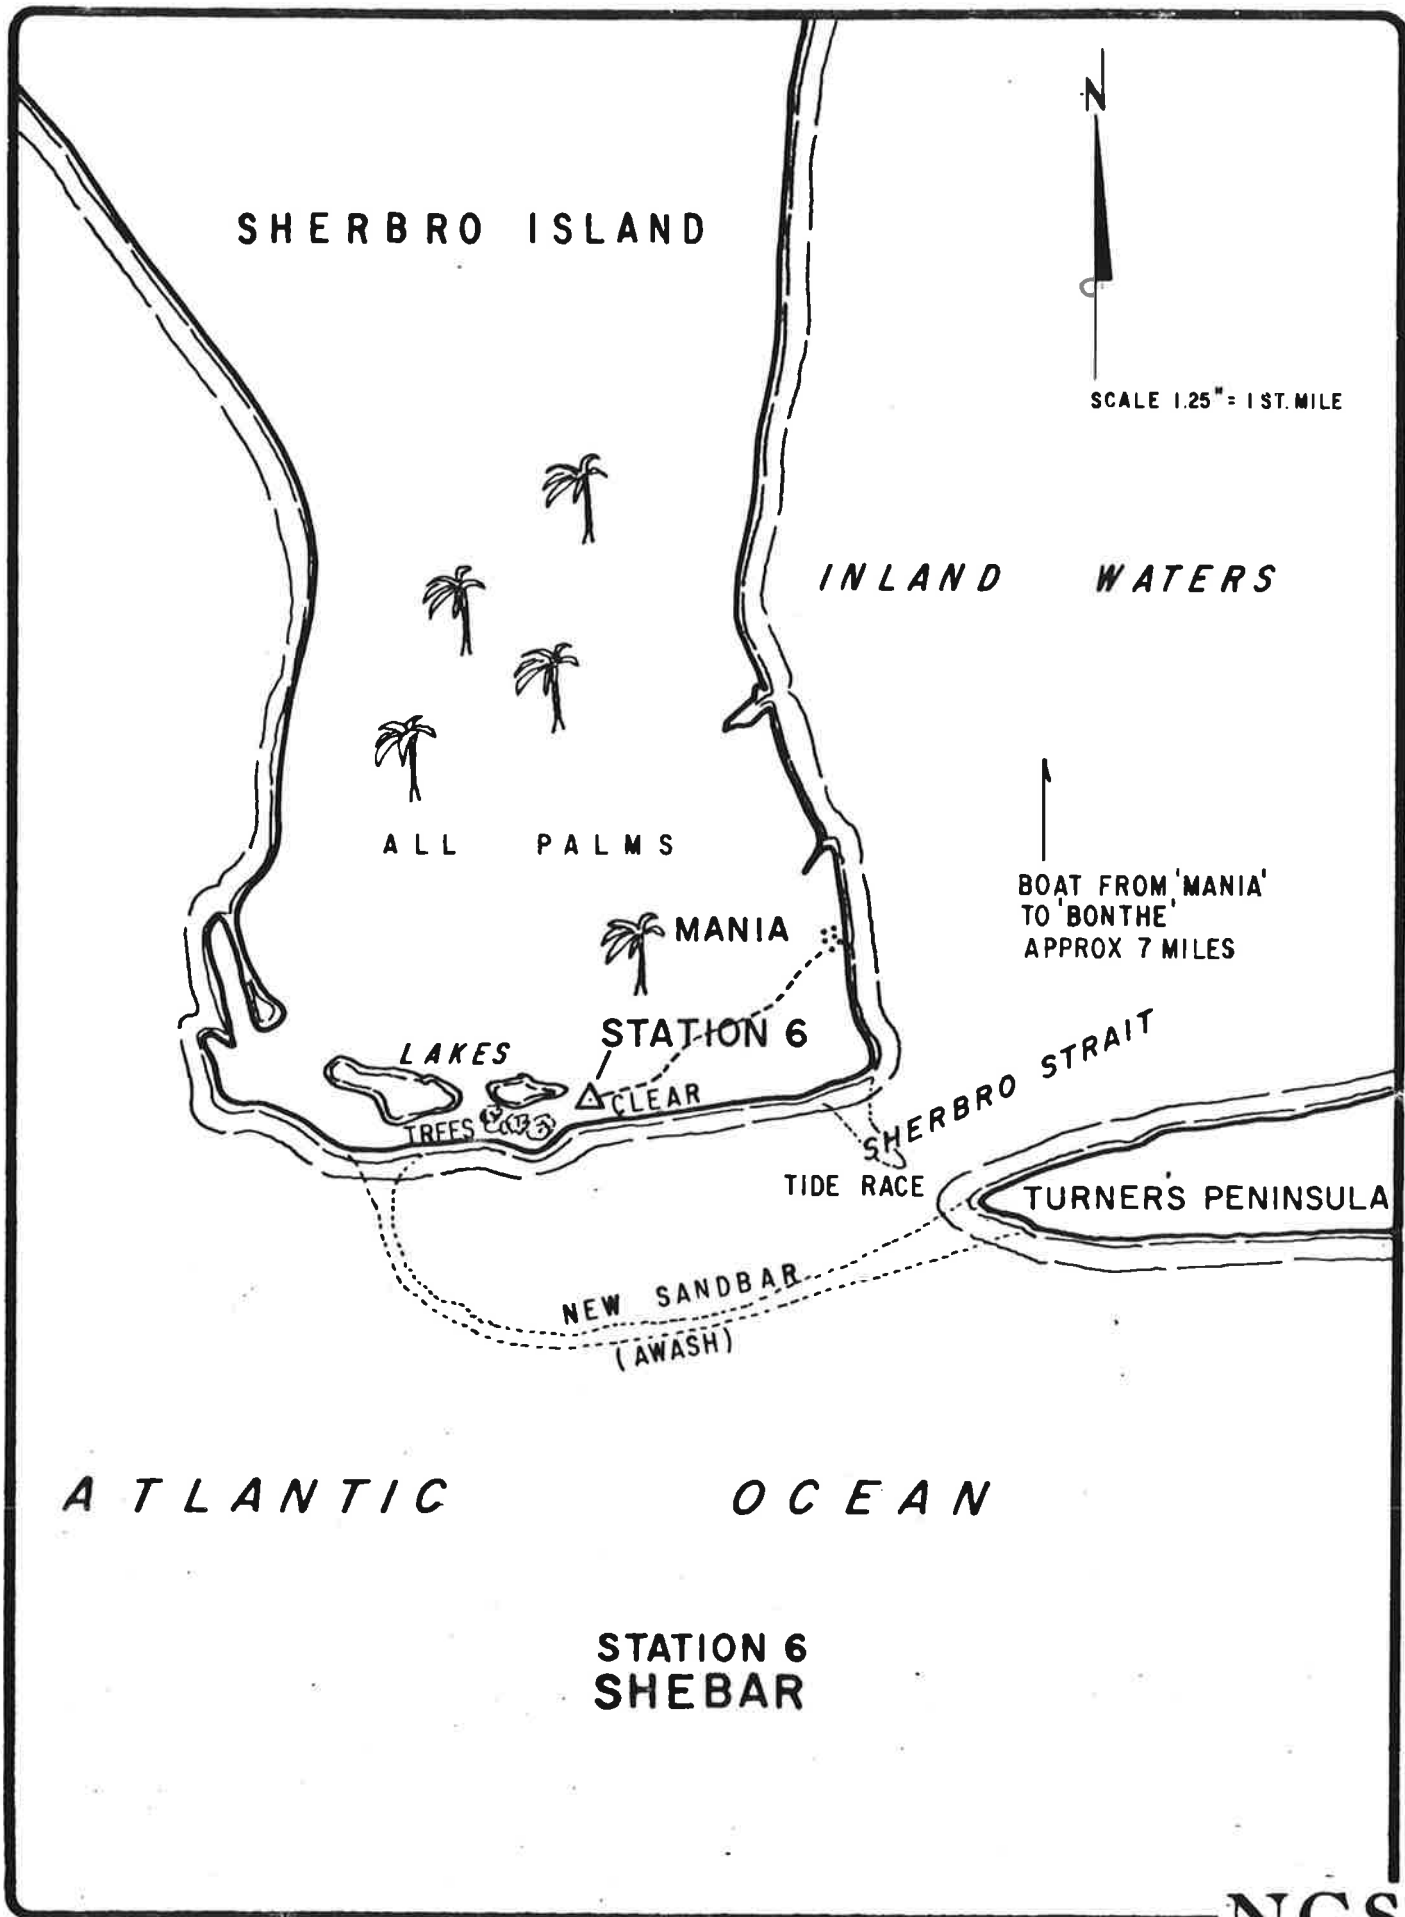 N
SHERBRO ISLAND
SCALE 1.25" = 1 ST. MILE
INLAND WATERS
ALL PALMS
BOAT FROM 'MANIA'
TO 'BONTHE'
APPROX 7 MILES
MANIA
STATION 6
LAKES
CLEAR
TREES
SHERBRO STRAIT
TIDE RACE
TURNER'S PENINSULA
NEW SANDBAR
(AWASH)
ATLANTIC OCEAN
STATION 6
SHEBAR
NGS